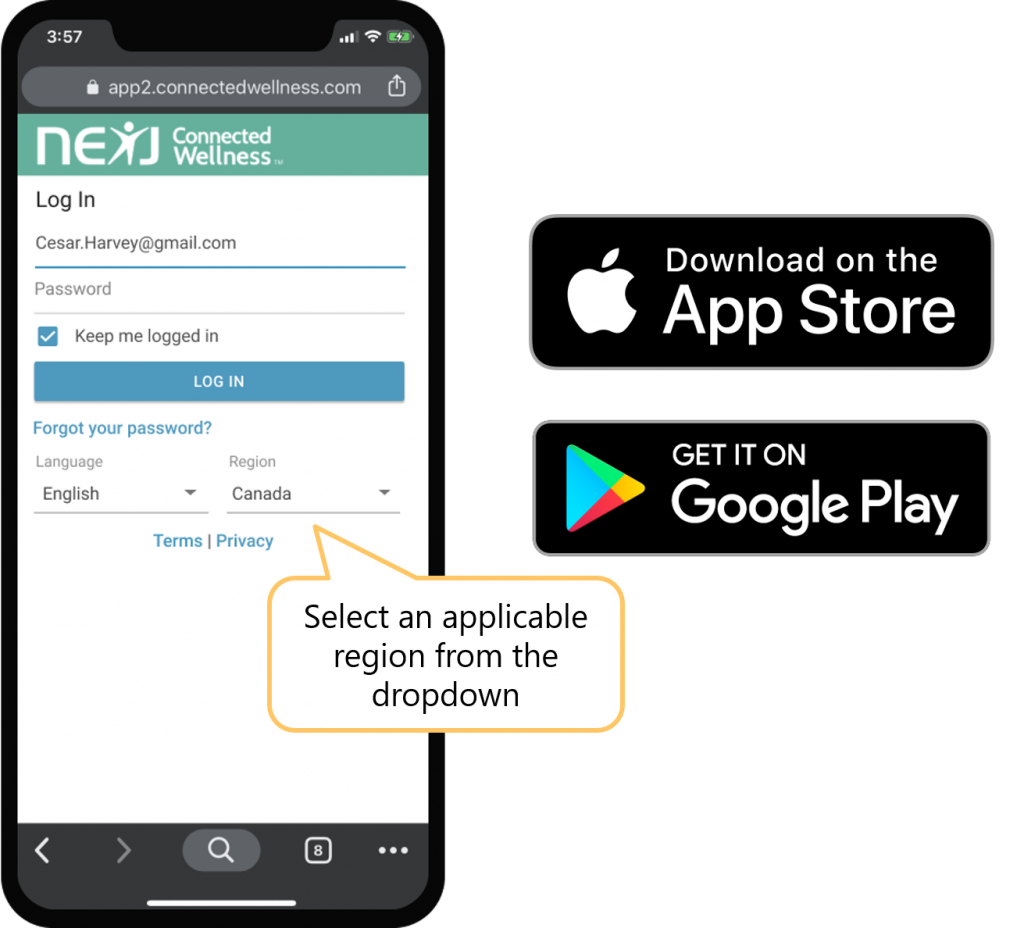 3:57
app2.connectedwellness.com
NEXJ Connected
Wellness™
Log In
Cesar.Harvey@gmail.com
Password
Keep me logged in
LOG IN
Forgot your password?
Language Region
English Canada
Terms | Privacy
Select an applicable
region from the
dropdown
8
Download on the
App Store
GET IT ON
Google Play